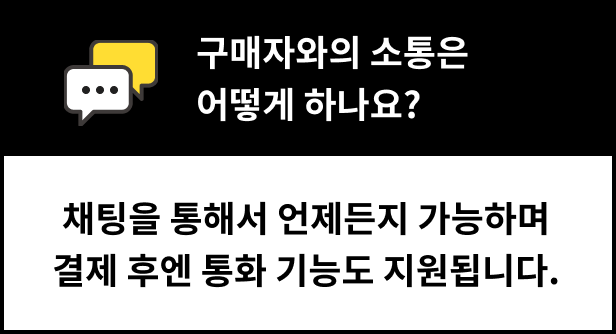 구매자와의 소통은
어떻게 하나요?
채팅을 통해서 언제든지 가능하며
결제 후엔 통화 기능도 지원됩니다.